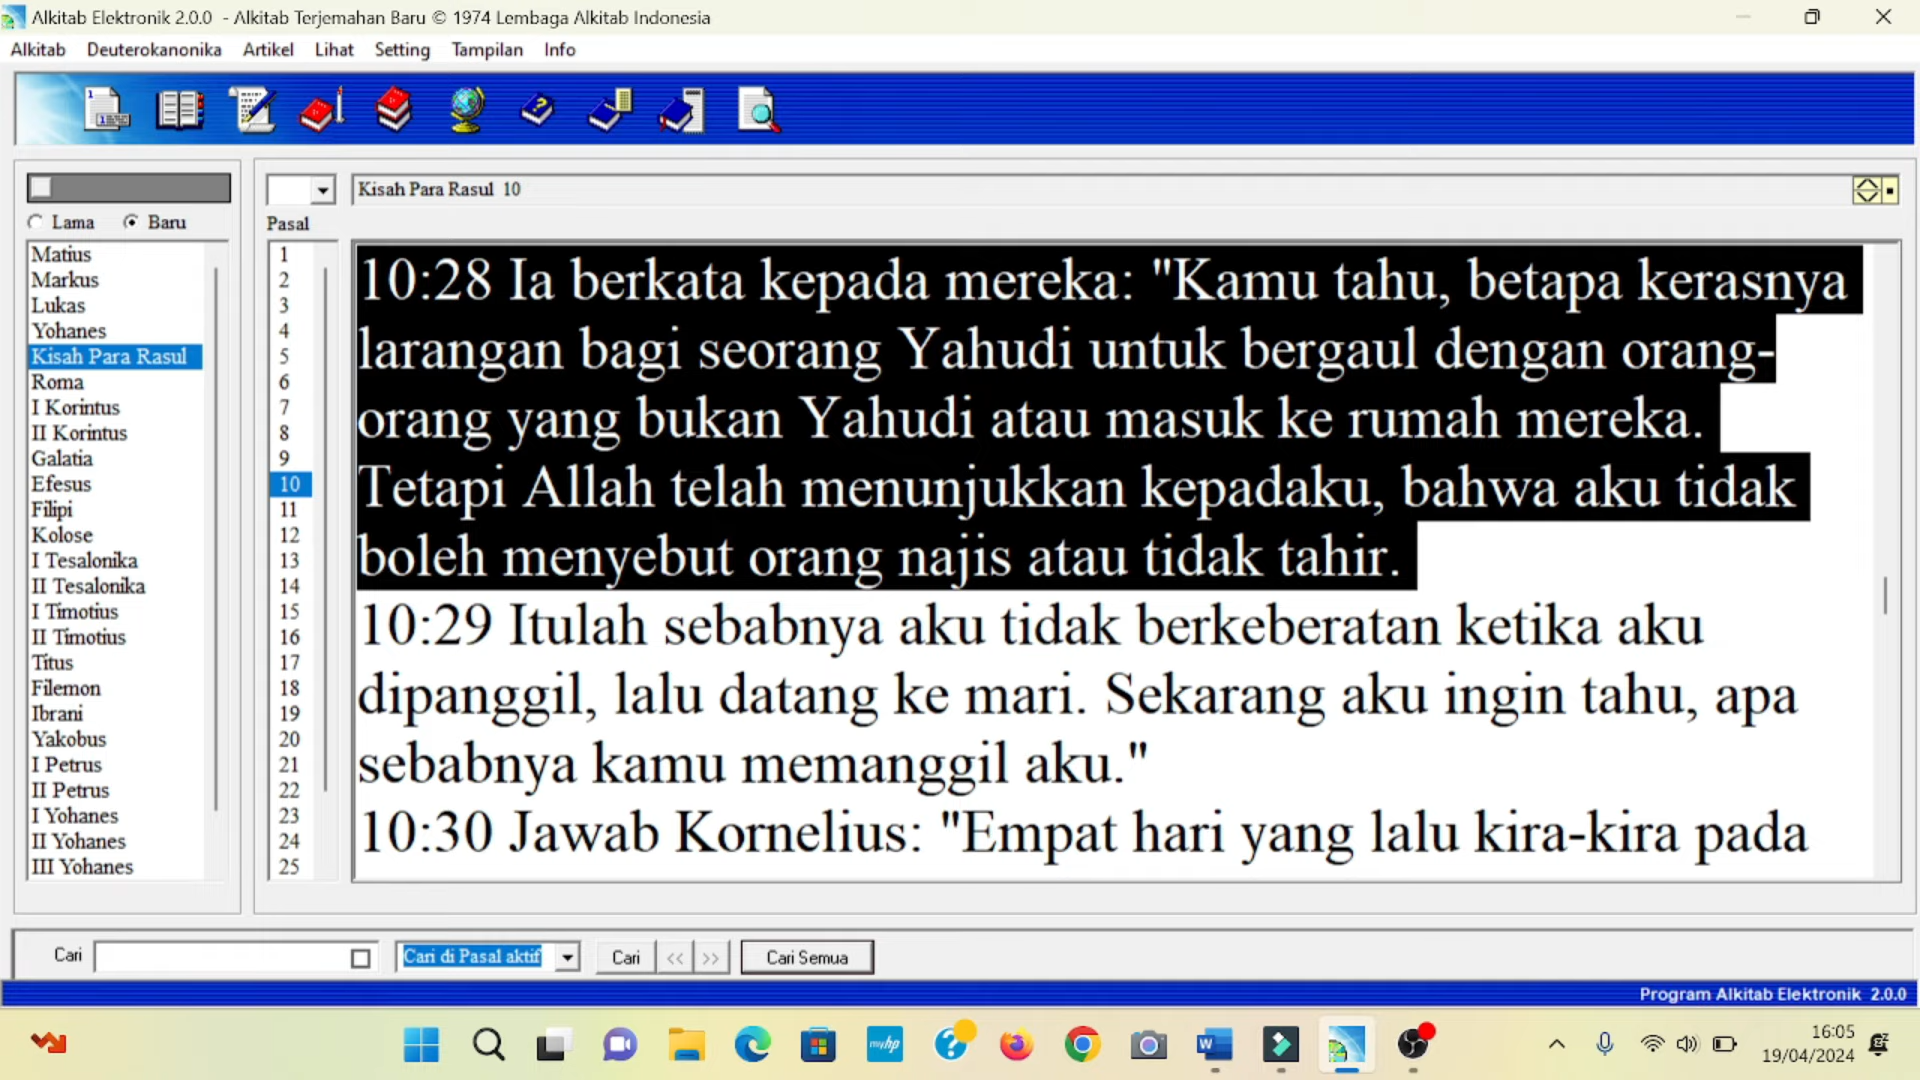 Alkitab Elektronik 2.0.0 - Alkitab Terjemahan Baru © 1974 Lembaga Alkitab Indonesia
Alkitab Deuterokanonika Artikel Lihat Setting Tampilan Info
Kisah Para Rasul 10
Lama Baru
Pasal
Matius
Markus
Lukas
Yohanes
Kisah Para Rasul
Roma
I Korintus
II Korintus
Galatia
Efesus
Filipi
Kolose
I Tesalonika
II Tesalonika
I Timotius
II Timotius
Titus
Filemon
Ibrani
Yakobus
I Petrus
II Petrus
I Yohanes
II Yohanes
III Yohanes
1
2
3
4
5
6
7
8
9
10
11
12
13
14
15
16
17
18
19
20
21
22
23
24
25
10:28 Ia berkata kepada mereka: "Kamu tahu, betapa kerasnya
larangan bagi seorang Yahudi untuk bergaul dengan orang-
orang yang bukan Yahudi atau masuk ke rumah mereka.
Tetapi Allah telah menunjukkan kepadaku, bahwa aku tidak
boleh menyebut orang najis atau tidak tahir.
10:29 Itulah sebabnya aku tidak berkeberatan ketika aku
dipanggil, lalu datang ke mari. Sekarang aku ingin tahu, apa
sebabnya kamu memanggil aku."
10:30 Jawab Kornelius: "Empat hari yang lalu kira-kira pada
Cari Cari di Pasal aktif Cari << >> Cari Semua
Program Alkitab Elektronik 2.0.0
myhp
W
16:05
19/04/2024